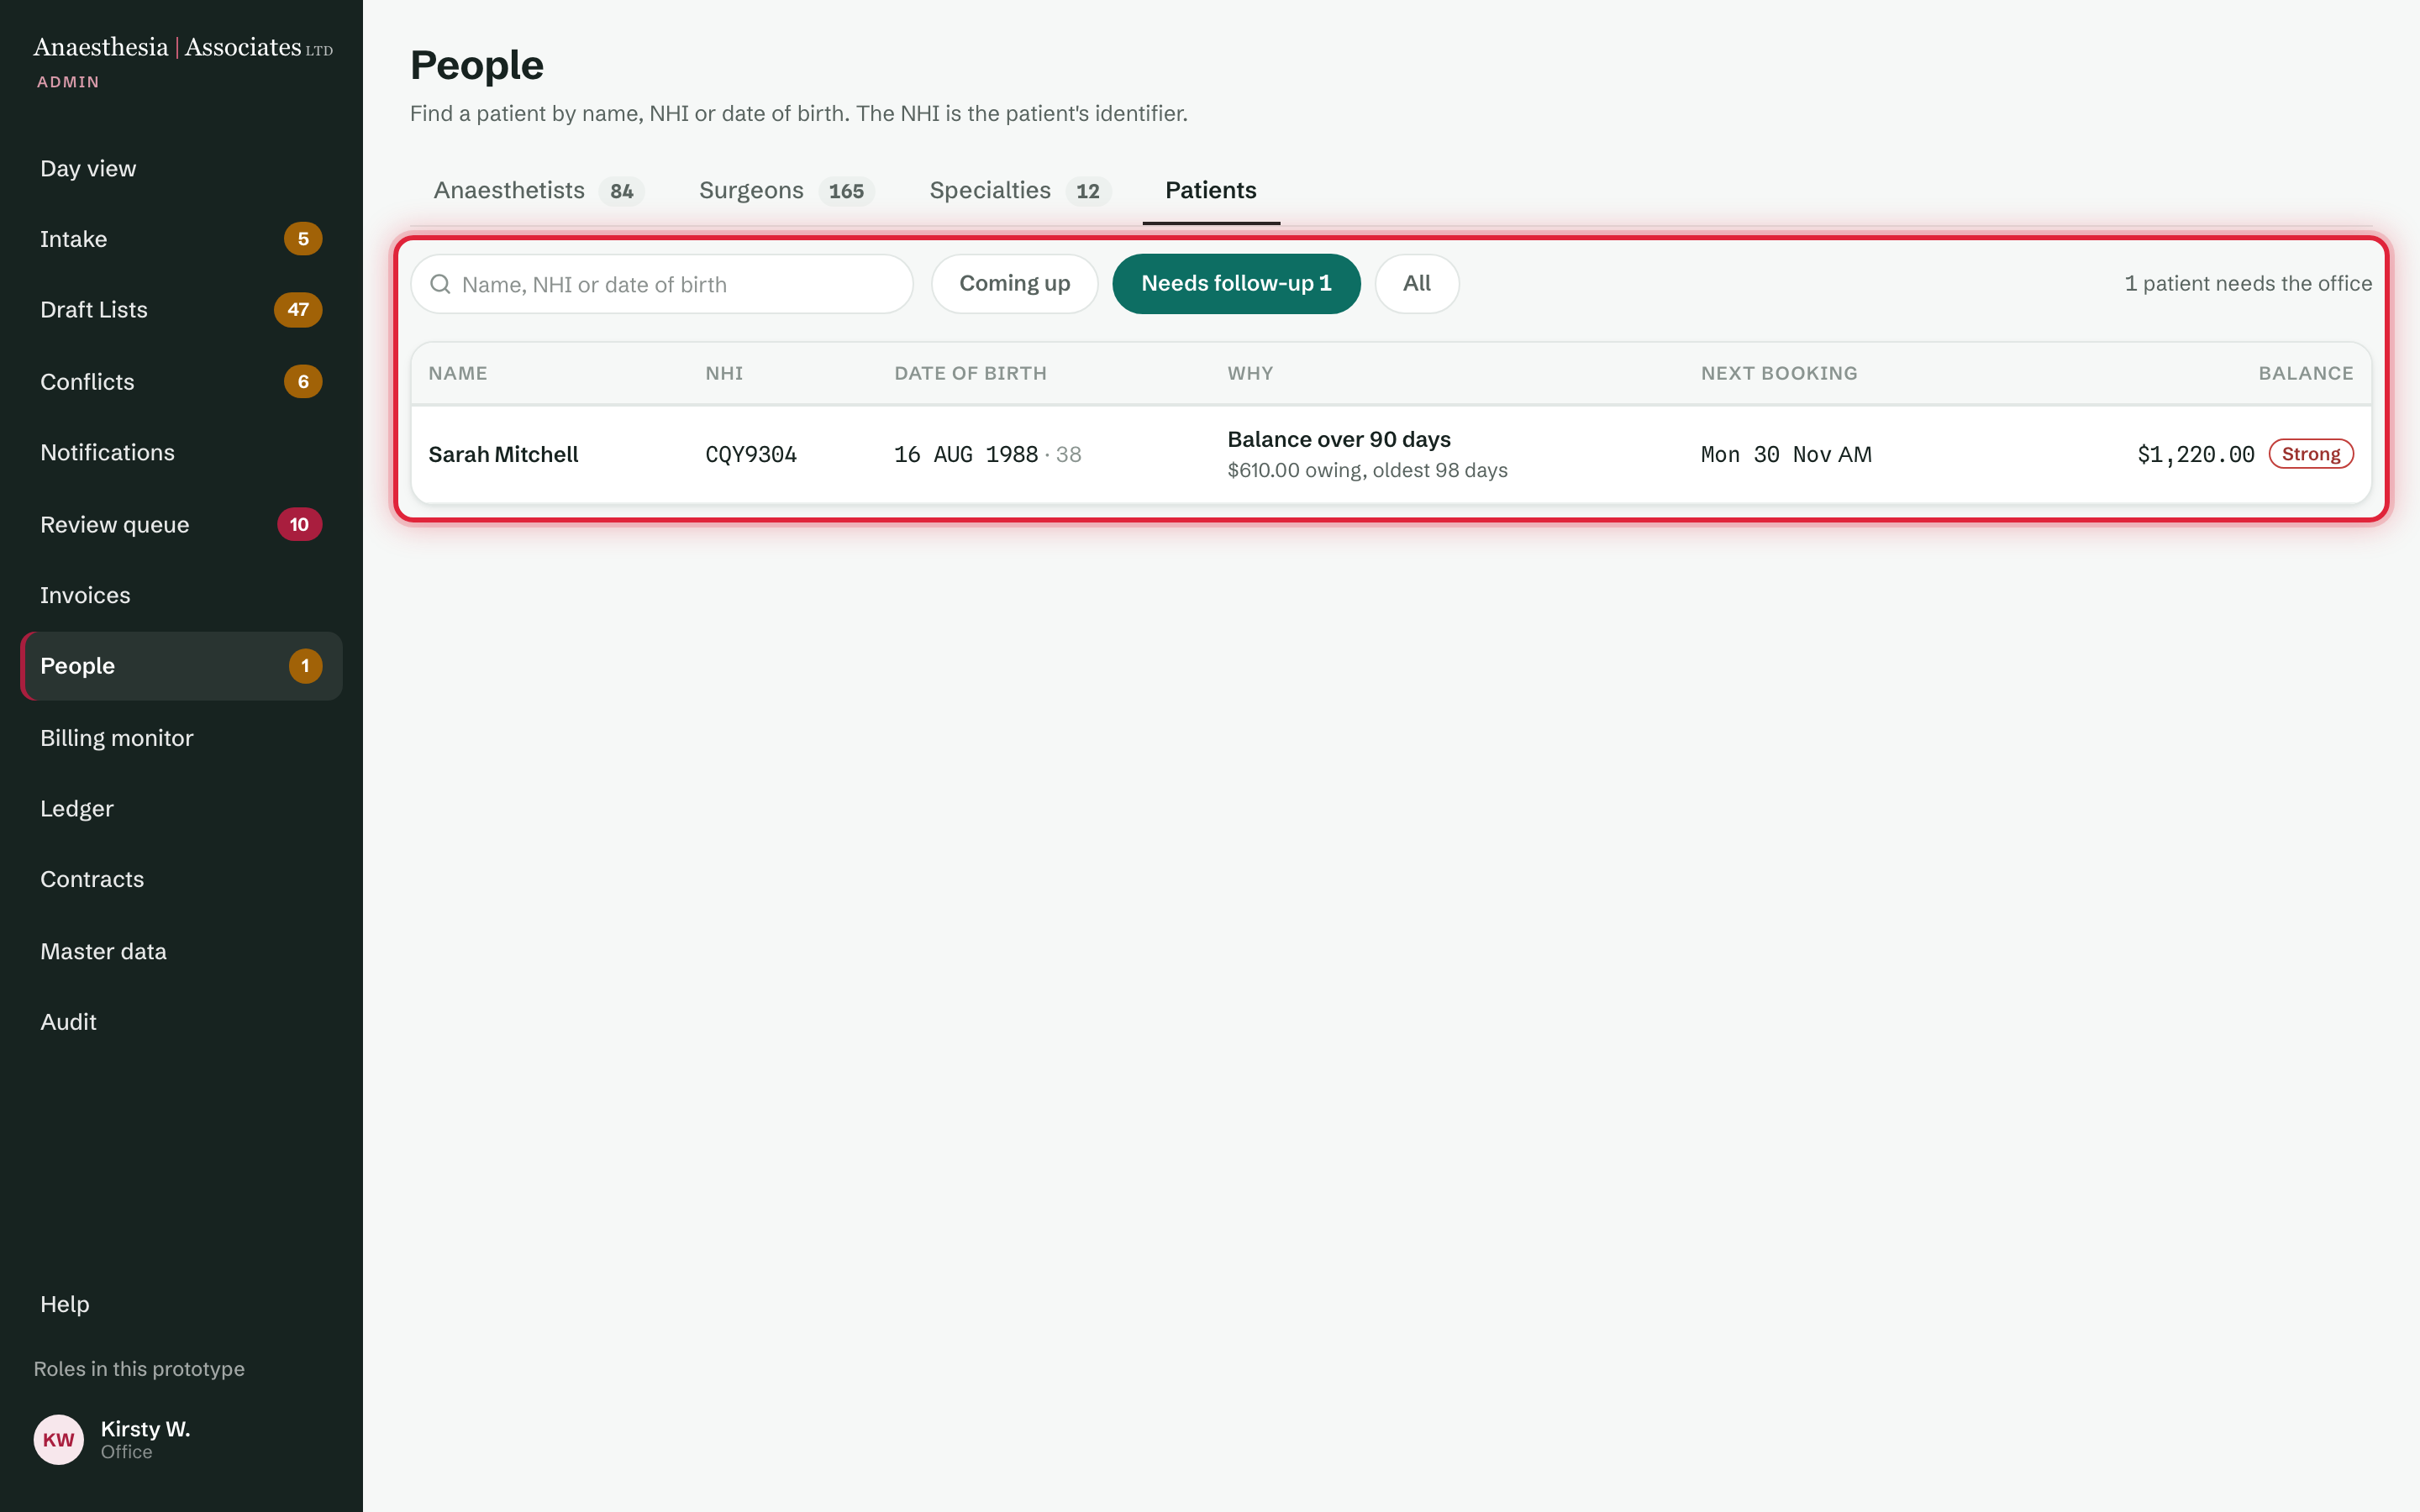 Anaesthesia | Associates LTD
ADMIN
Day view
Intake 5
Draft Lists 47
Conflicts 6
Notifications
Review queue 10
Invoices
People 1
Billing monitor
Ledger
Contracts
Master data
Audit
Help
Roles in this prototype
KW Kirsty W.
Office
People
Find a patient by name, NHI or date of birth. The NHI is the patient's identifier.
Anaesthetists 84 Surgeons 165 Specialties 12 Patients
Name, NHI or date of birth Coming up Needs follow-up 1 All 1 patient needs the office
NAME NHI DATE OF BIRTH WHY NEXT BOOKING BALANCE
Sarah Mitchell CQY9304 16 AUG 1988 · 38 Balance over 90 days Mon 30 Nov AM $1,220.00 Strong
$610.00 owing, oldest 98 days